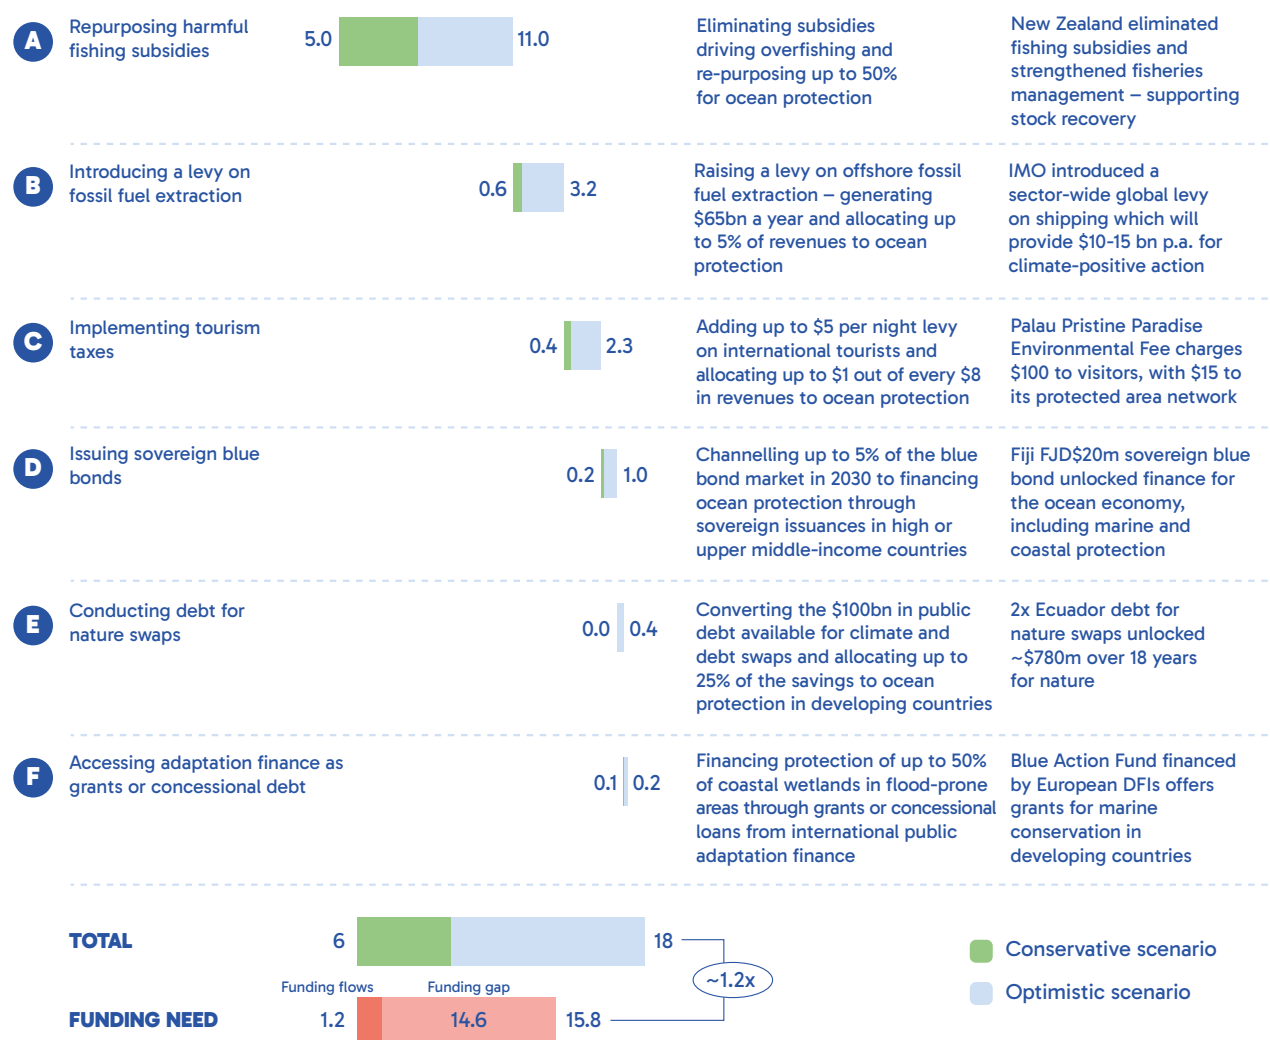 A
Repurposing harmful
fishing subsidies
5.0
11.0
Eliminating subsidies
driving overfishing and
re-purposing up to 50%
for ocean protection
New Zealand eliminated
fishing subsidies and
strengthened fisheries
management – supporting
stock recovery
B
Introducing a levy on
fossil fuel extraction
0.6
3.2
Raising a levy on offshore fossil
fuel extraction – generating
$65bn a year and allocating up
to 5% of revenues to ocean
protection
IMO introduced a
sector-wide global levy
on shipping which will
provide $10-15 bn p.a. for
climate-positive action
C
Implementing tourism
taxes
0.4
2.3
Adding up to $5 per night levy
on international tourists and
allocating up to $1 out of every $8
in revenues to ocean protection
Palau Pristine Paradise
Environmental Fee charges
$100 to visitors, with $15 to
its protected area network
D
Issuing sovereign blue
bonds
0.2
1.0
Channelling up to 5% of the blue
bond market in 2030 to financing
ocean protection through
sovereign issuances in high or
upper middle-income countries
Fiji FJD$20m sovereign blue
bond unlocked finance for
the ocean economy,
including marine and
coastal protection
E
Conducting debt for
nature swaps
0.0
0.4
Converting the $100bn in public
debt available for climate and
debt swaps and allocating up to
25% of the savings to ocean
protection in developing countries
2x Ecuador debt for
nature swaps unlocked
~$780m over 18 years
for nature
F
Accessing adaptation finance as
grants or concessional debt
0.1
0.2
Financing protection of up to 50%
of coastal wetlands in flood-prone
areas through grants or concessional
loans from international public
adaptation finance
Blue Action Fund financed
by European DFIs offers
grants for marine
conservation in
developing countries
TOTAL
6
18
~1.2x
Funding flows
Funding gap
FUNDING NEED
1.2
14.6
15.8
Conservative scenario
Optimistic scenario